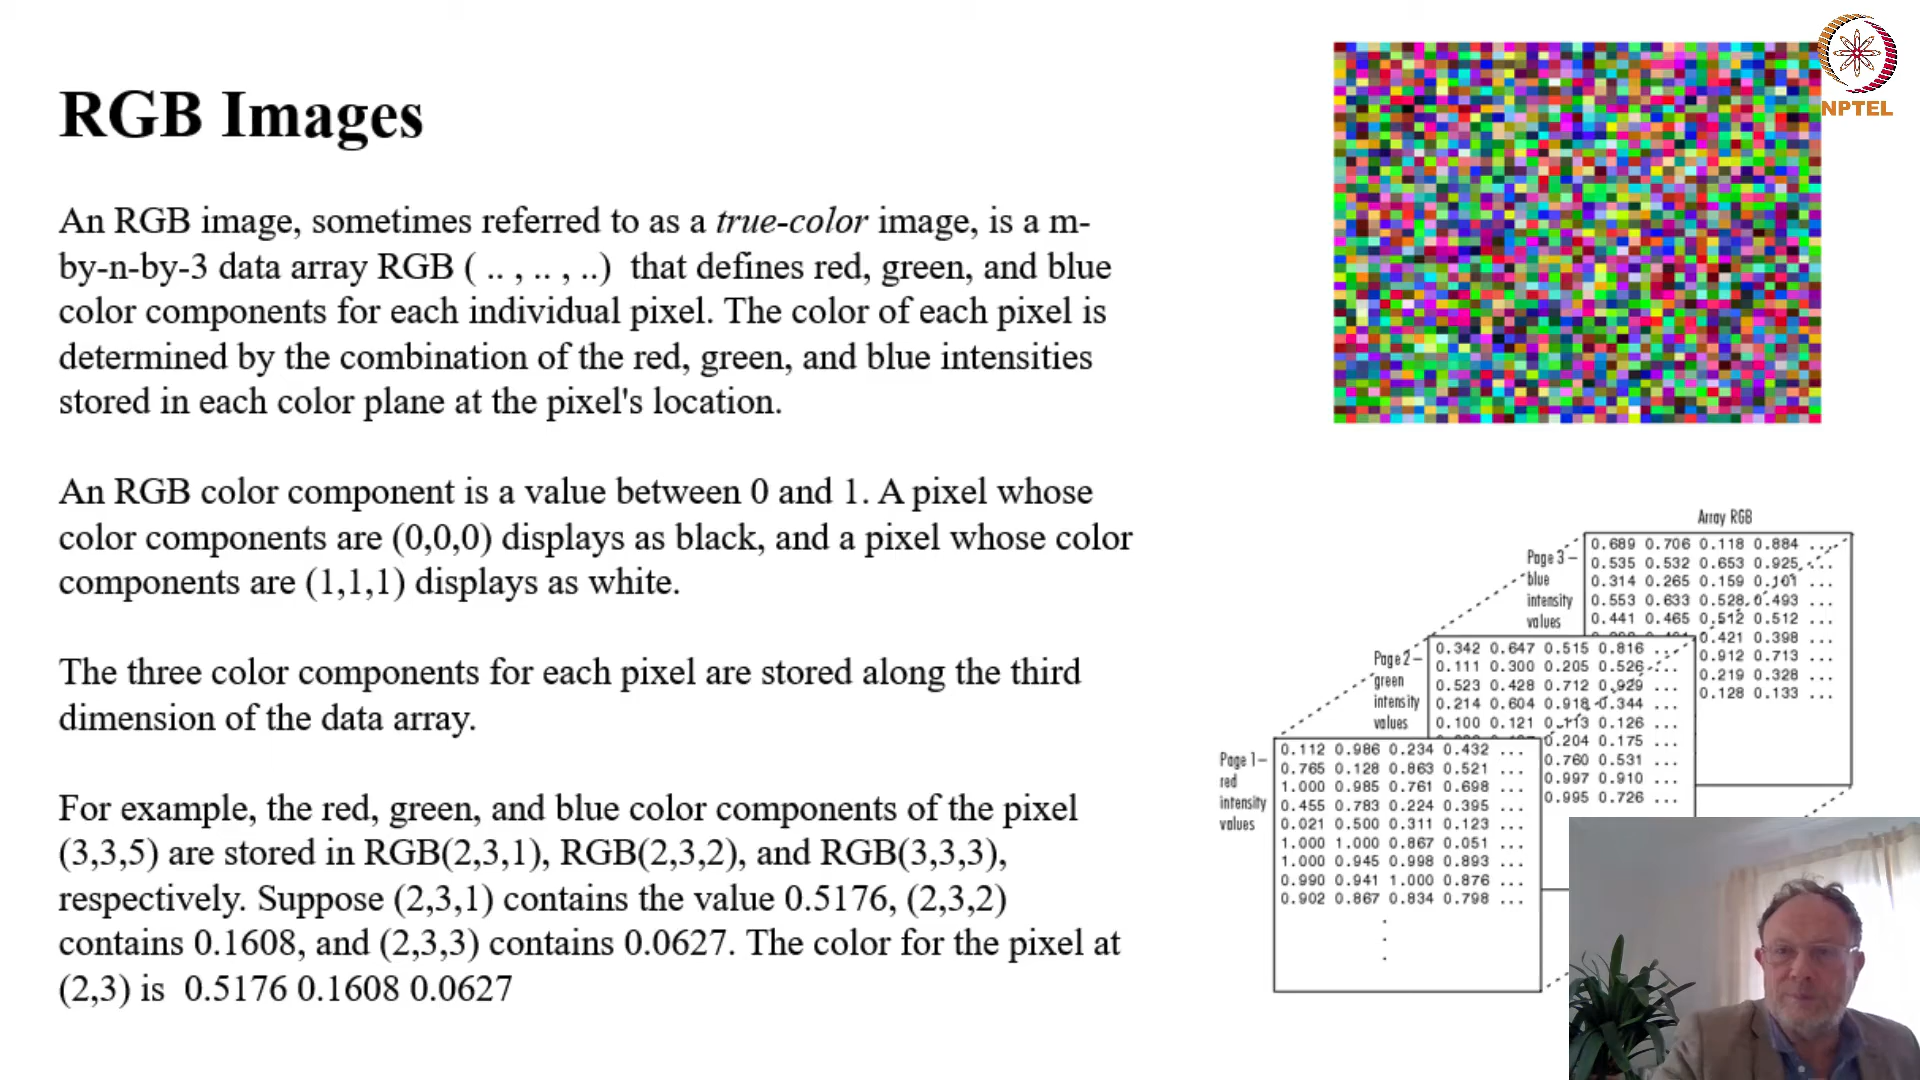 RGB Images
An RGB image, sometimes referred to as a true-color image, is a m-
by-n-by-3 data array RGB ( .. , .. , ..) that defines red, green, and blue
color components for each individual pixel. The color of each pixel is
determined by the combination of the red, green, and blue intensities
stored in each color plane at the pixel's location.
An RGB color component is a value between 0 and 1. A pixel whose
color components are (0,0,0) displays as black, and a pixel whose color
components are (1,1,1) displays as white.
The three color components for each pixel are stored along the third
dimension of the data array.
For example, the red, green, and blue color components of the pixel
(3,3,5) are stored in RGB(2,3,1), RGB(2,3,2), and RGB(3,3,3),
respectively. Suppose (2,3,1) contains the value 0.5176, (2,3,2)
contains 0.1608, and (2,3,3) contains 0.0627. The color for the pixel at
(2,3) is 0.5176 0.1608 0.0627
NPTEL
Array RGB
Page 3
blue
intensity
values
0.689 0.706 0.118 0.884 ...
0.535 0.532 0.653 0.925 ...
0.314 0.265 0.159 0.101 ...
0.553 0.633 0.528 0.493 ...
0.441 0.465 0.512 0.512 ...
0.421 0.398 ...
0.912 0.713 ...
0.219 0.328 ...
0.128 0.133 ...
Page 2
green
intensity
values
0.342 0.647 0.515 0.816 ...
0.111 0.300 0.205 0.526 ...
0.523 0.428 0.712 0.929 ...
0.214 0.604 0.918 0.344 ...
0.100 0.121 0.113 0.126 ...
0.204 0.175 ...
0.760 0.531 ...
0.997 0.910 ...
0.995 0.726 ...
Page 1
red
intensity
values
0.112 0.986 0.234 0.432 ...
0.765 0.128 0.863 0.521 ...
1.000 0.985 0.761 0.698 ...
0.455 0.783 0.224 0.395 ...
0.021 0.500 0.311 0.123 ...
1.000 1.000 0.867 0.051 ...
1.000 0.945 0.998 0.893 ...
0.990 0.941 1.000 0.876 ...
0.902 0.867 0.834 0.798 ...